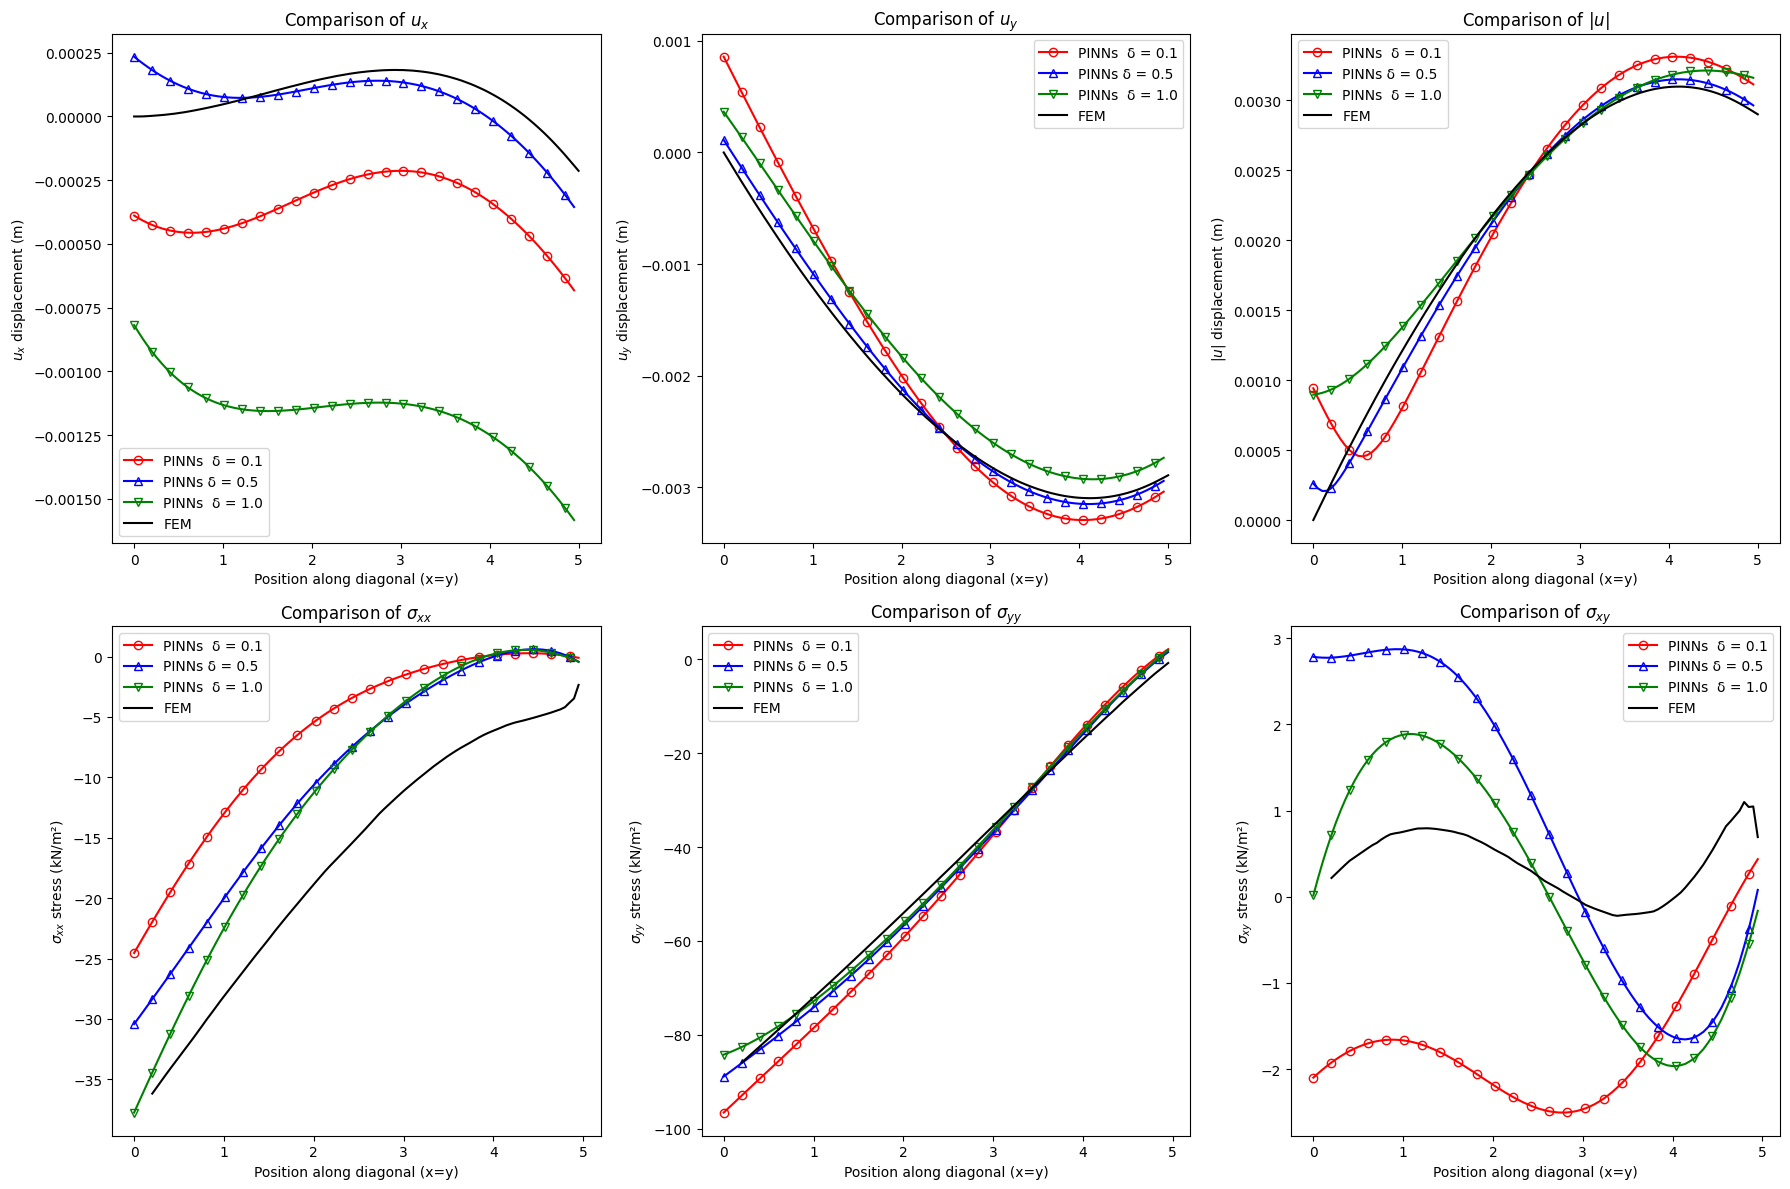 Comparison of uₓ
0.00025
0.00000
−0.00025
−0.00050
−0.00075
−0.00100
−0.00125
−0.00150
uₓ displacement (m)
PINNs δ = 0.1
PINNs δ = 0.5
PINNs δ = 1.0
FEM
0 1 2 3 4 5
Position along diagonal (x=y)
Comparison of u_y
0.001
0.000
−0.001
−0.002
−0.003
u_y displacement (m)
PINNs δ = 0.1
PINNs δ = 0.5
PINNs δ = 1.0
FEM
0 1 2 3 4 5
Position along diagonal (x=y)
Comparison of |u|
0.0030
0.0025
0.0020
0.0015
0.0010
0.0005
0.0000
|u| displacement (m)
PINNs δ = 0.1
PINNs δ = 0.5
PINNs δ = 1.0
FEM
0 1 2 3 4 5
Position along diagonal (x=y)
Comparison of σₓₓ
0
−5
−10
−15
−20
−25
−30
−35
σₓₓ stress (kN/m²)
PINNs δ = 0.1
PINNs δ = 0.5
PINNs δ = 1.0
FEM
0 1 2 3 4 5
Position along diagonal (x=y)
Comparison of σ_yy
0
−20
−40
−60
−80
−100
σ_yy stress (kN/m²)
PINNs δ = 0.1
PINNs δ = 0.5
PINNs δ = 1.0
FEM
0 1 2 3 4 5
Position along diagonal (x=y)
Comparison of σ_xy
3
2
1
0
−1
−2
σ_xy stress (kN/m²)
PINNs δ = 0.1
PINNs δ = 0.5
PINNs δ = 1.0
FEM
0 1 2 3 4 5
Position along diagonal (x=y)